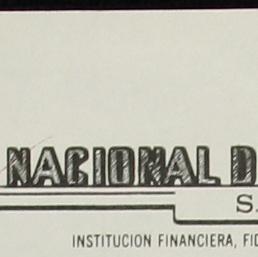 NACIONAL D
S.
INSTITUCION FINANCIERA, FID